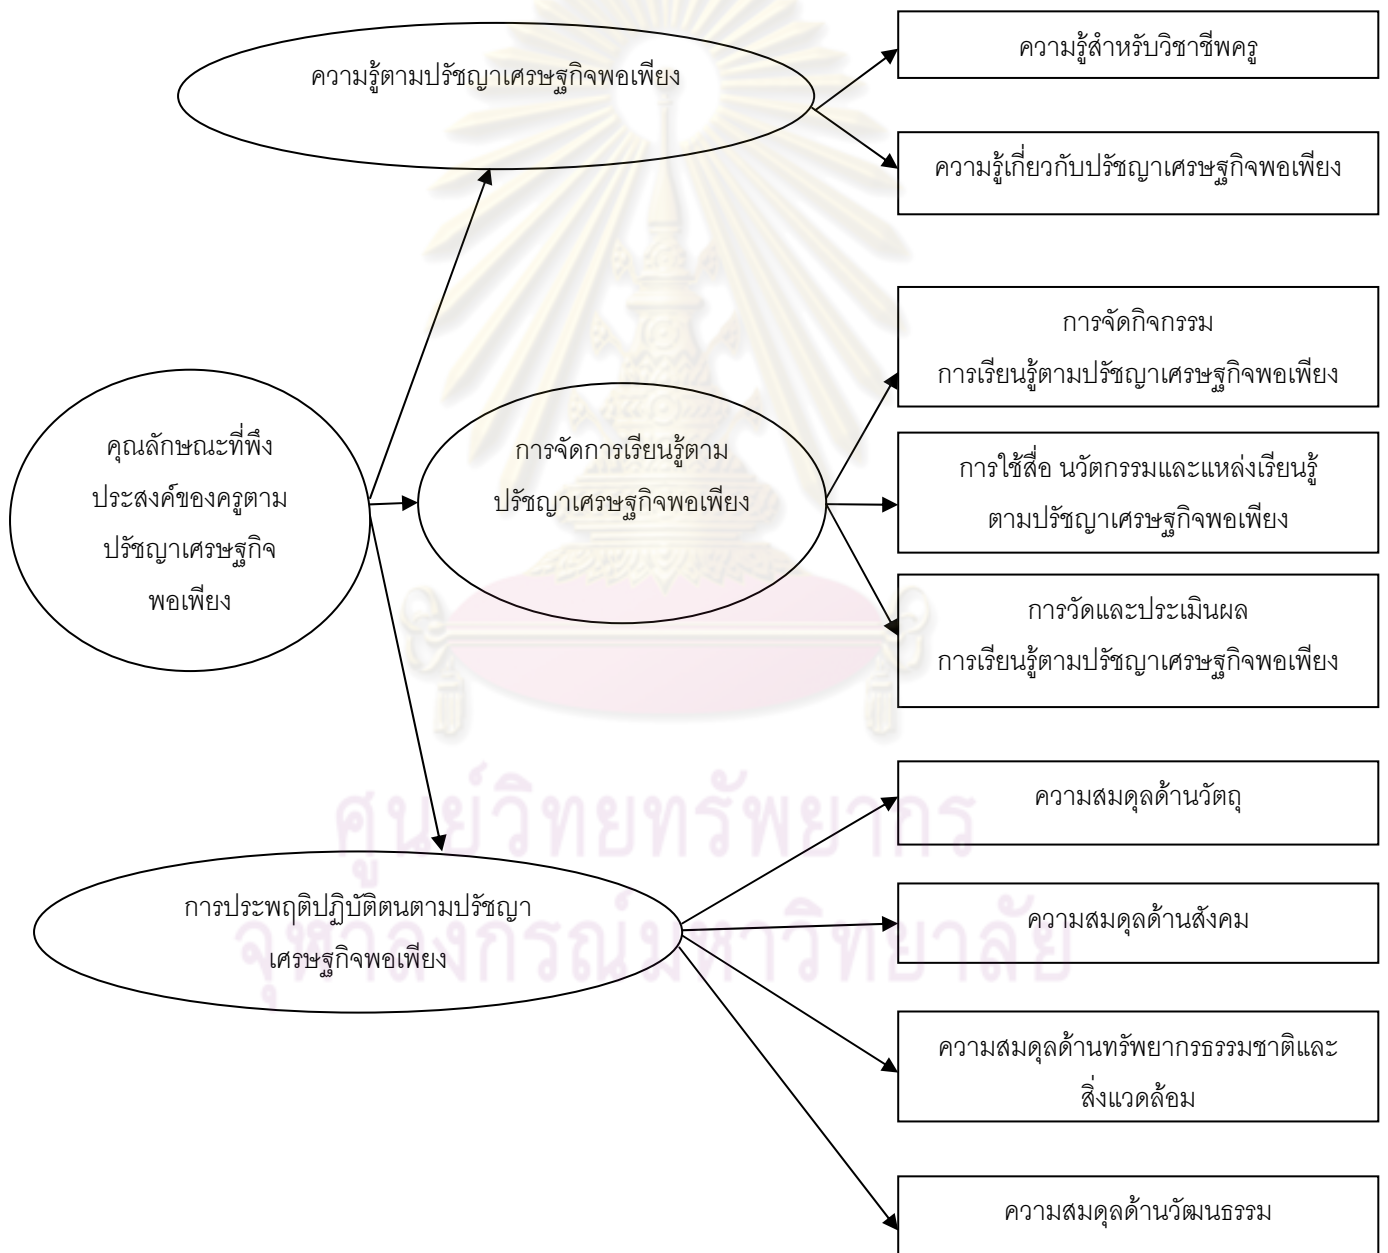 ความรู้ตามปรัชญาเศรษฐกิจพอเพียง
ความรู้สำหรับวิชาชีพครู
ความรู้เกี่ยวกับปรัชญาเศรษฐกิจพอเพียง
คุณลักษณะที่พึง
ประสงค์ของครูตาม
ปรัชญาเศรษฐกิจ
พอเพียง
การจัดการเรียนรู้ตาม
ปรัชญาเศรษฐกิจพอเพียง
การจัดกิจกรรม
การเรียนรู้ตามปรัชญาเศรษฐกิจพอเพียง
การใช้สื่อ นวัตกรรมและแหล่งเรียนรู้
ตามปรัชญาเศรษฐกิจพอเพียง
การวัดและประเมินผล
การเรียนรู้ตามปรัชญาเศรษฐกิจพอเพียง
การประพฤติปฏิบัติตนตามปรัชญา
เศรษฐกิจพอเพียง
ความสมดุลด้านวัตถุ
ความสมดุลด้านสังคม
ความสมดุลด้านทรัพยากรธรรมชาติและ
สิ่งแวดล้อม
ความสมดุลด้านวัฒนธรรม
ศูนย์วิทยทรัพยากร
จุฬาลงกรณ์มหาวิทยาลัย